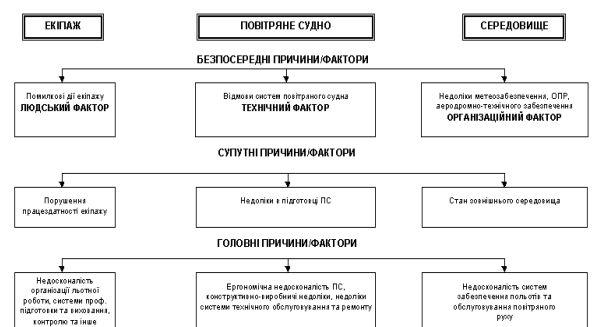 ЕКІПАЖ
ПОВІТРЯНЕ СУДНО
СЕРЕДОВИЩЕ
БЕЗПОСЕРЕДНІ ПРИЧИНИ/ФАКТОРИ
Помилкові дії екіпажу
ЛЮДСЬКИЙ ФАКТОР
Відмови систем повітряного судна
ТЕХНІЧНИЙ ФАКТОР
Недоліки метеозабезпечення, ОПР,
аеродромно-технічного забезпечення
ОРГАНІЗАЦІЙНИЙ ФАКТОР
СУПУТНІ ПРИЧИНИ/ФАКТОРИ
Порушення
працездатності екіпажу
Недоліки в підготовці ПС
Стан зовнішнього середовища
ГОЛОВНІ ПРИЧИНИ/ФАКТОРИ
Недосконалість
організації льотної
роботи, системи проф.
підготовки та виховання,
контролю та інше
Ергономічна недосконалість ПС,
конструктивно-виробничі недоліки, недоліки
системи технічного обслуговування та ремонту
Недосконалість систем
забезпечення польотів та
обслуговування повітряного
руху